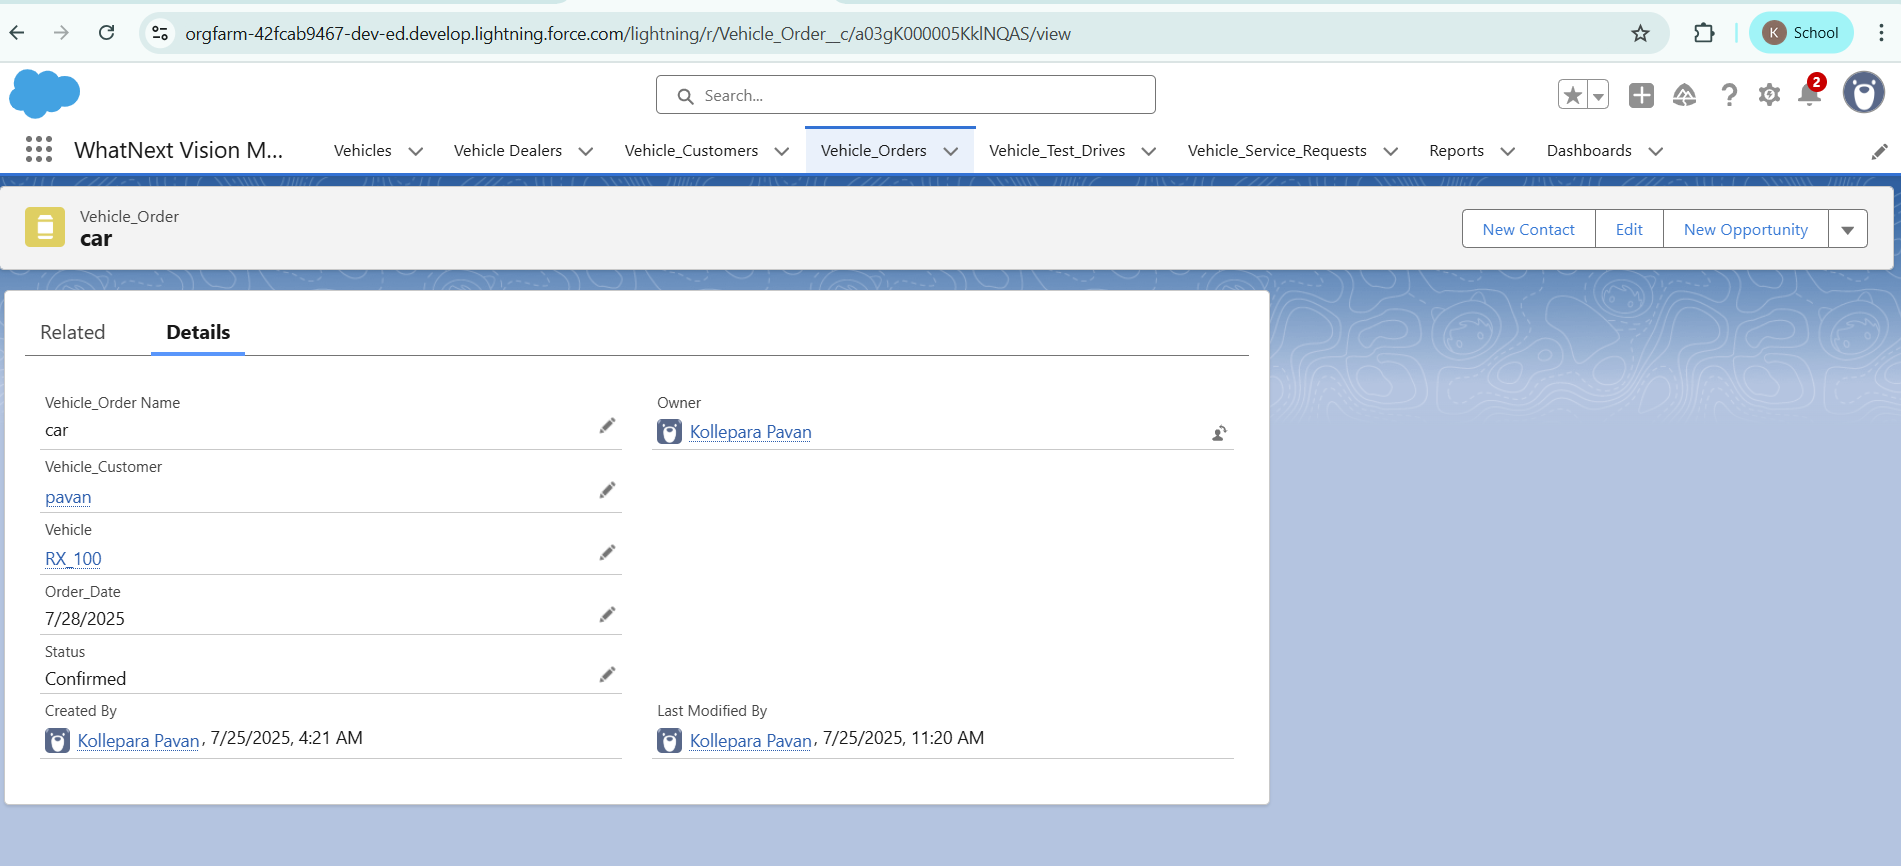 orgfarm-42fcab9467-dev-ed.develop.lightning.force.com/lightning/r/Vehicle_Order__c/a03gK000005KklNQAS/view
K School
Search...
2
WhatNext Vision M... Vehicles Vehicle Dealers Vehicle_Customers Vehicle_Orders Vehicle_Test_Drives Vehicle_Service_Requests Reports Dashboards
Vehicle_Order
car
New Contact Edit New Opportunity
Related Details
Vehicle_Order Name
car
Owner
Kollepara Pavan
Vehicle_Customer
pavan
Vehicle
RX_100
Order_Date
7/28/2025
Status
Confirmed
Created By
Kollepara Pavan, 7/25/2025, 4:21 AM
Last Modified By
Kollepara Pavan, 7/25/2025, 11:20 AM